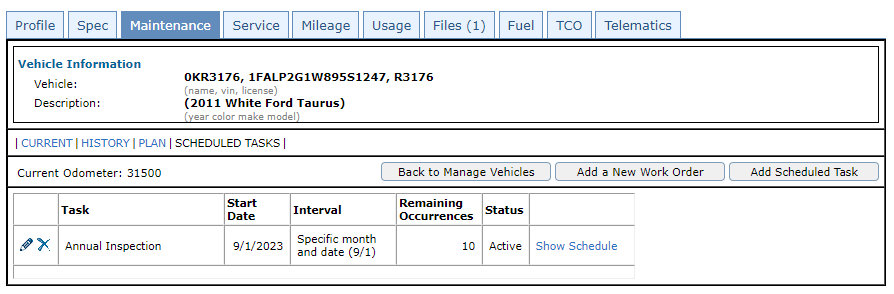 Profile Spec Maintenance Service Mileage Usage Files (1) Fuel TCO Telematics
Vehicle Information
Vehicle: 0KR3176, 1FALP2G1W895S1247, R3176
(name, vin, license)
Description: (2011 White Ford Taurus)
(year color make model)
| CURRENT | HISTORY | PLAN | SCHEDULED TASKS |
Current Odometer: 31500 Back to Manage Vehicles Add a New Work Order Add Scheduled Task
Task Start Date Interval Remaining Occurrences Status
Annual Inspection 9/1/2023 Specific month and date (9/1) 10 Active Show Schedule